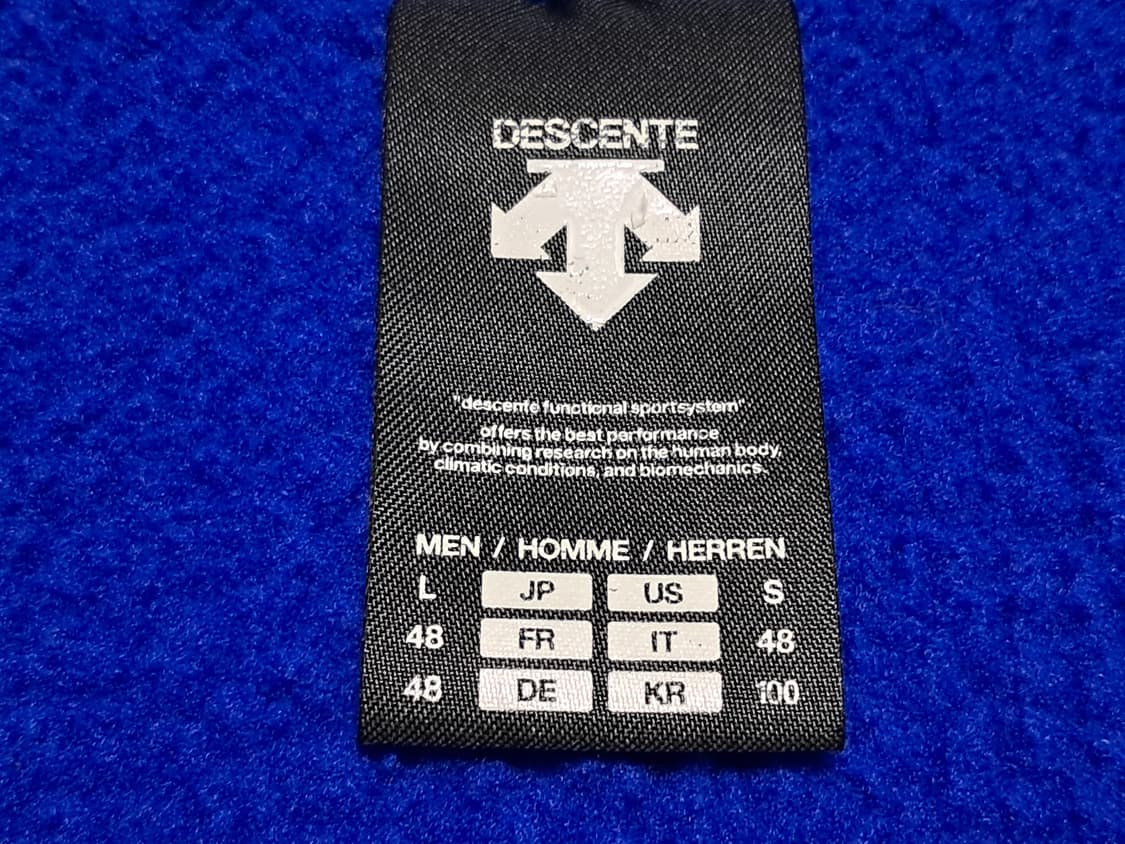 DESCENTE
"descente functional sportsystem"
offers the best performance
by combining research on the human body,
climatic conditions, and biomechanics.
MEN / HOMME / HERREN
L JP US S
48 FR IT 48
48 DE KR 100